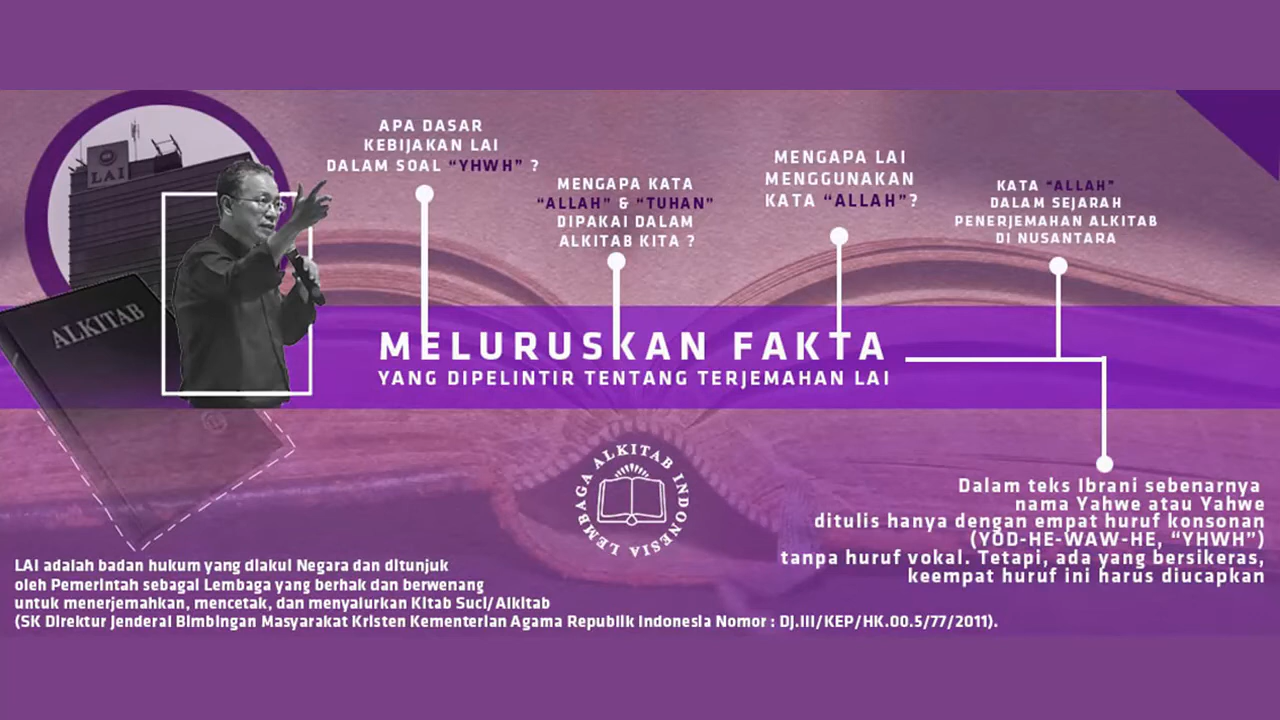 LAI
ALKITAB
APA DASAR
KEBIJAKAN LAI
DALAM SOAL “YHWH” ?
MENGAPA KATA
“ALLAH” & “TUHAN”
DIPAKAI DALAM
ALKITAB KITA ?
MENGAPA LAI
MENGGUNAKAN
KATA “ALLAH”?
KATA “ALLAH”
DALAM SEJARAH
PENERJEMAHAN ALKITAB
DI NUSANTARA
MELURUSKAN FAKTA
YANG DIPELINTIR TENTANG TERJEMAHAN LAI
LEMBAGA ALKITAB INDONESIA
Dalam teks Ibrani sebenarnya
nama Yahwe atau Yahwe
ditulis hanya dengan empat huruf konsonan
(YOD-HE-WAW-HE, “YHWH”)
tanpa huruf vokal. Tetapi, ada yang bersikeras,
keempat huruf ini harus diucapkan
LAI adalah badan hukum yang diakui Negara dan ditunjuk
oleh Pemerintah sebagai Lembaga yang berhak dan berwenang
untuk menerjemahkan, mencetak, dan menyalurkan Kitab Suci/Alkitab
(SK Direktur Jenderal Bimbingan Masyarakat Kristen Kementerian Agama Republik Indonesia Nomor : DJ.III/KEP/HK.00.5/77/2011).